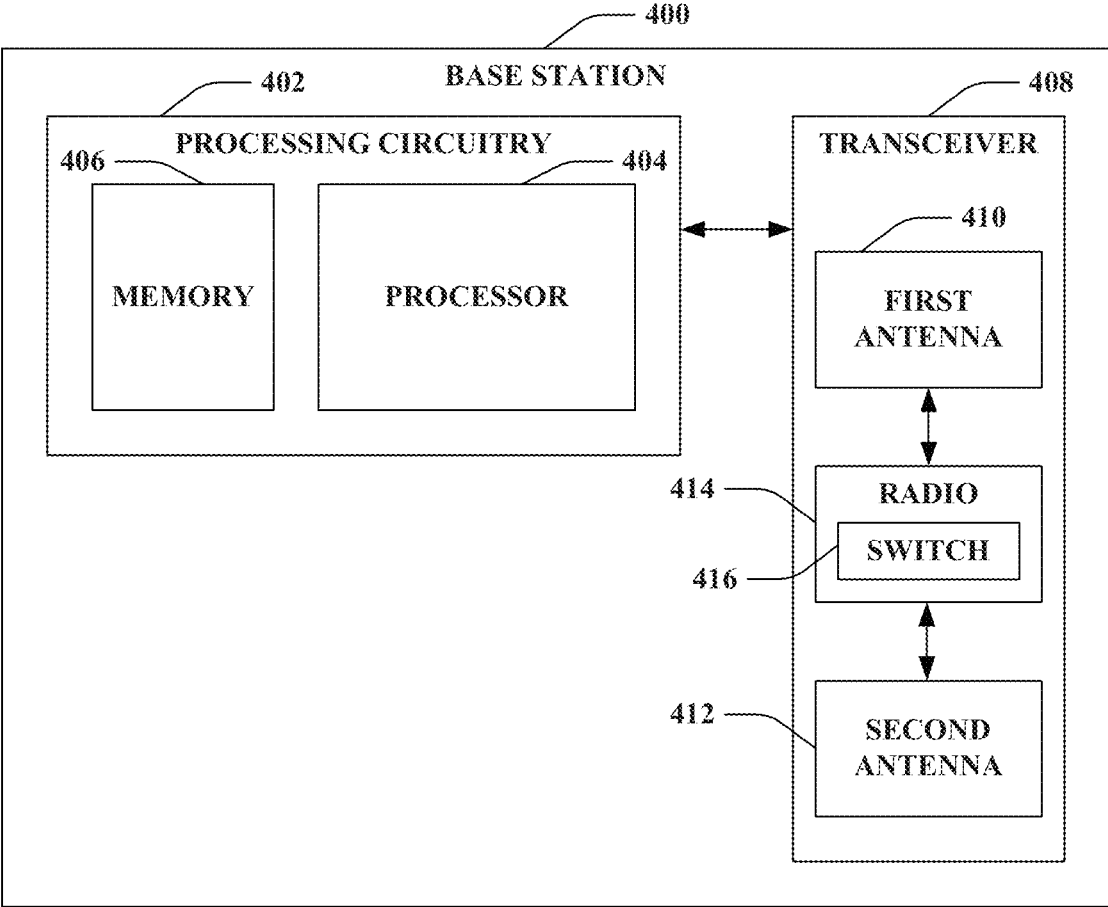 400
BASE STATION
402
408
PROCESSING CIRCUITRY
TRANSCEIVER
406
404
410
MEMORY
PROCESSOR
FIRST
ANTENNA
414
RADIO
SWITCH
416
412
SECOND
ANTENNA